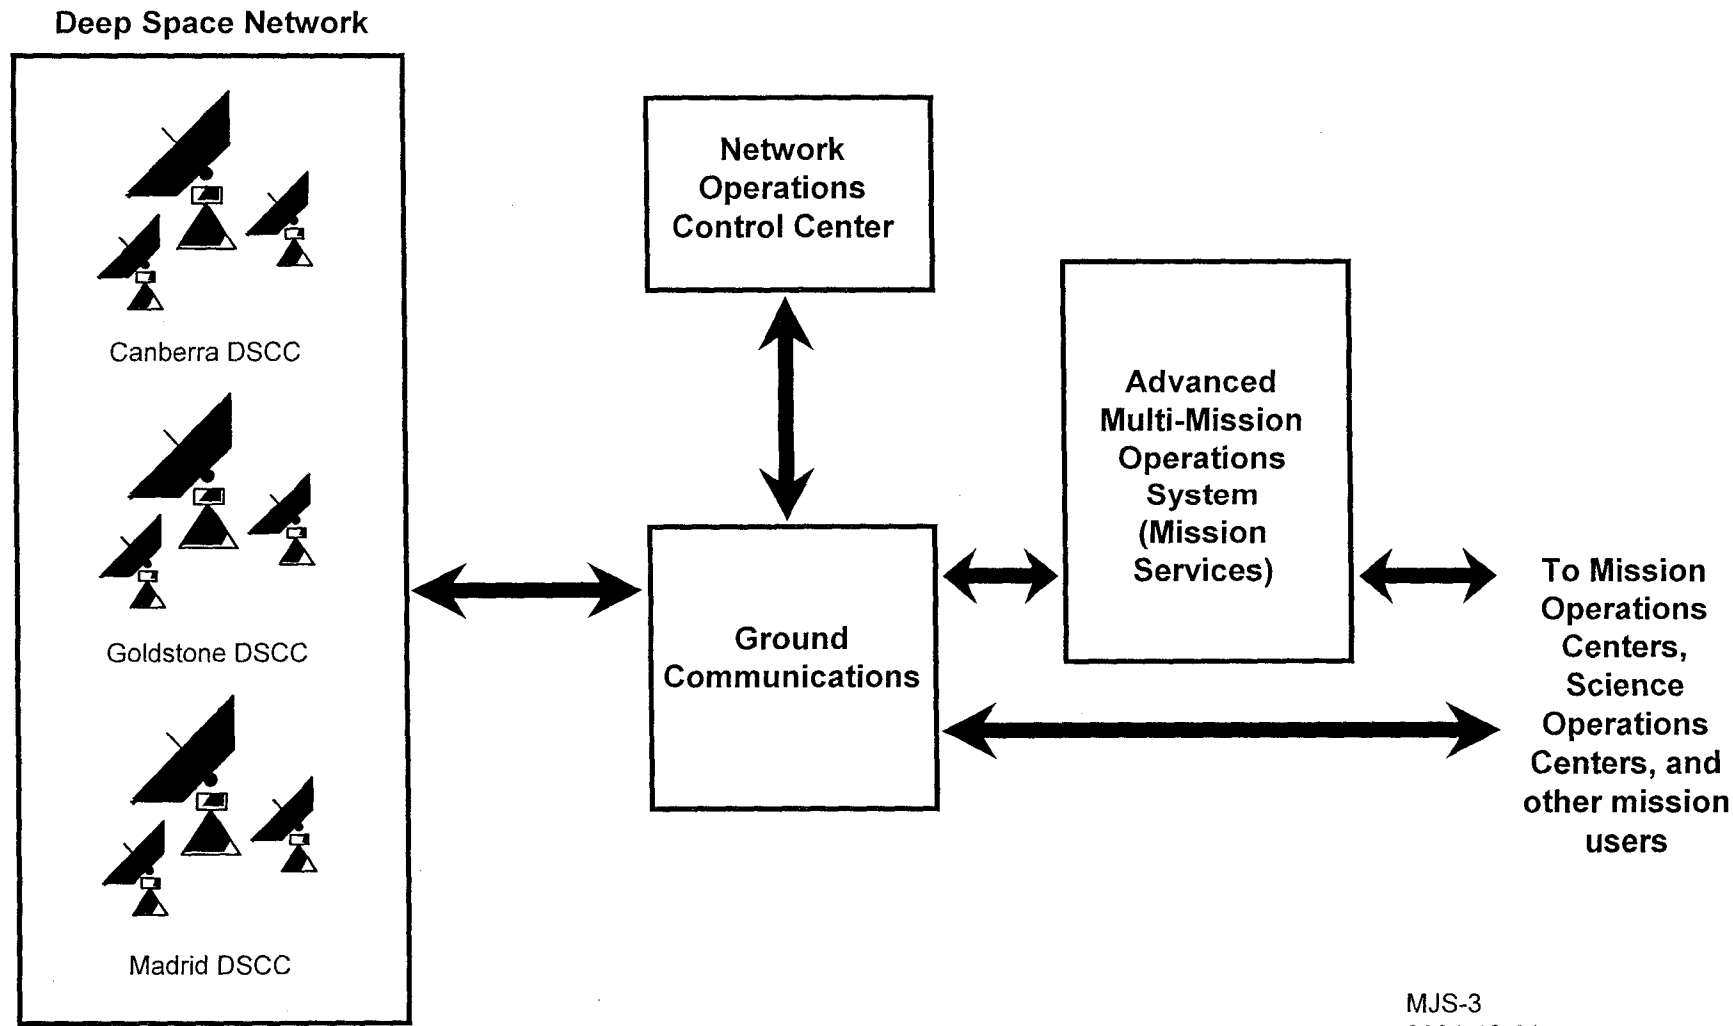 Deep Space Network
Canberra DSCC
Goldstone DSCC
Madrid DSCC
Network
Operations
Control Center
Ground
Communications
Advanced
Multi-Mission
Operations
System
(Mission
Services)
To Mission
Operations
Centers,
Science
Operations
Centers, and
other mission
users
MJS-3